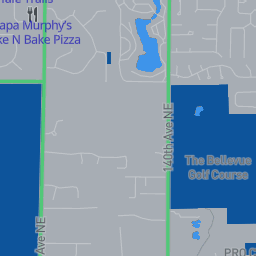 apa Murphy's
ke N Bake Pizza
140th Ave NE
The Bellevue
Golf Course
Ave NE
PRO C